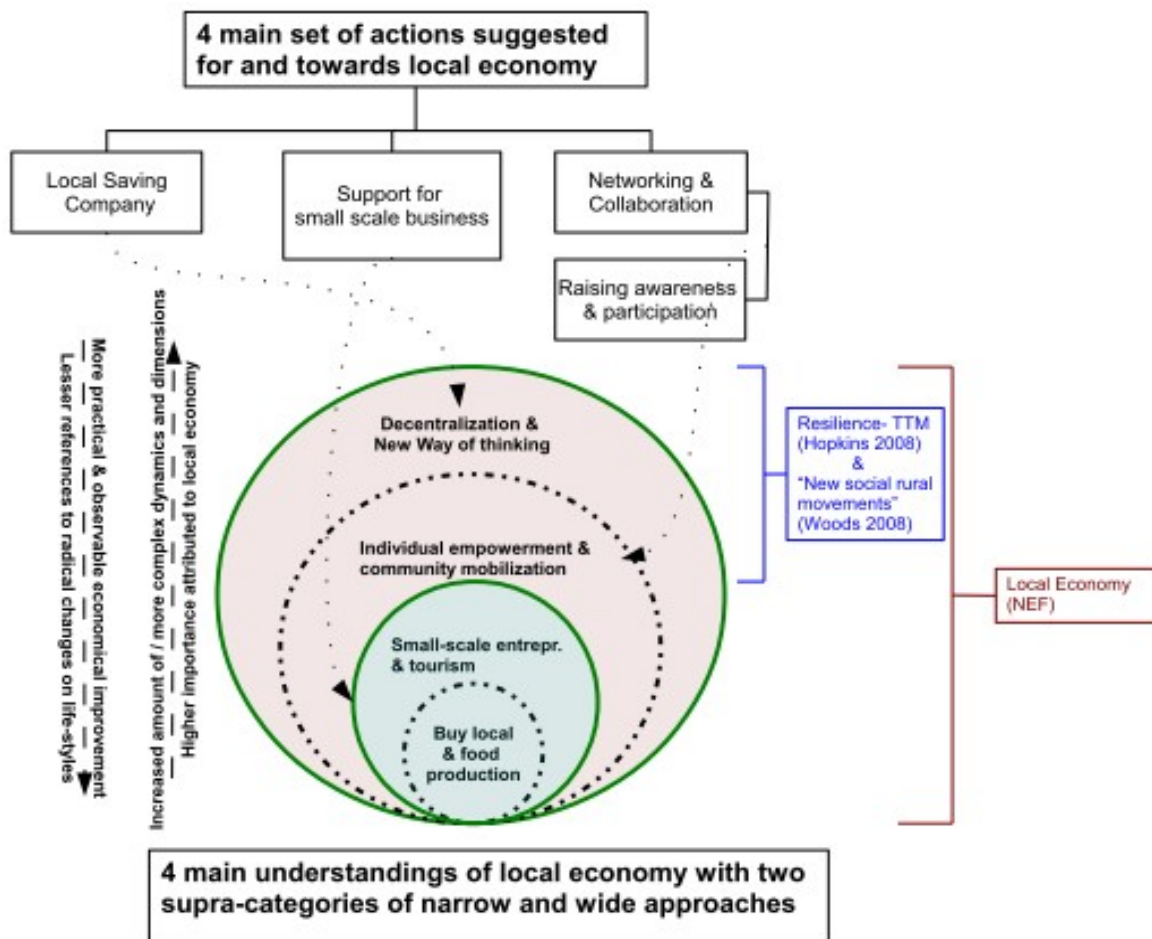 4 main set of actions suggested
for and towards local economy
Local Saving
Company
Support for
small scale business
Networking &
Collaboration
Raising awareness
& participation
More practical & observable economical improvement
Lesser references to radical changes on life-styles
Increased amount of / more complex dynamics and dimensions
Higher importance attributed to local economy
Decentralization &
New Way of thinking
Individual empowerment &
community mobilization
Small-scale entrepr.
& tourism
Buy local
& food
production
Resilience- TTM
(Hopkins 2008)
&
“New social rural
movements”
(Woods 2008)
Local Economy
(NEF)
4 main understandings of local economy with two
supra-categories of narrow and wide approaches